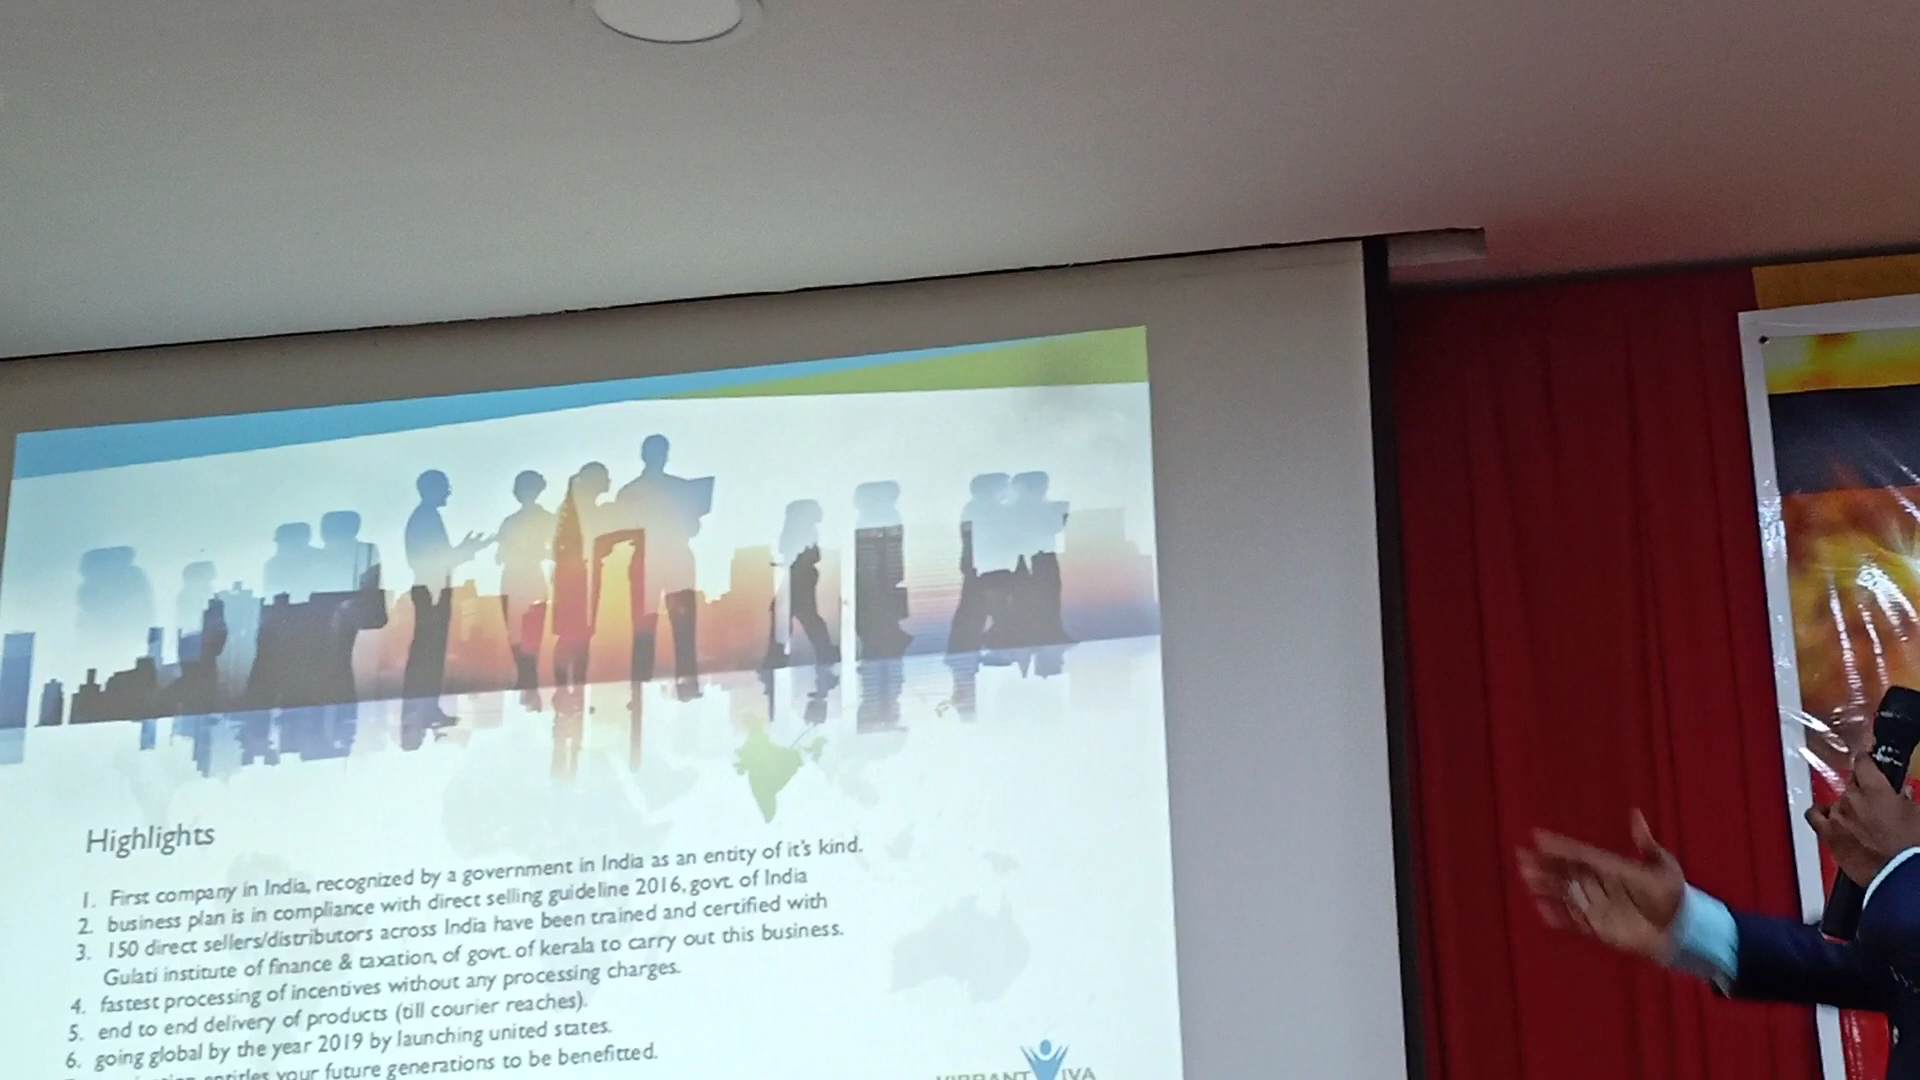 Highlights
1. First company in India, recognized by a government in India as an entity of it's kind.
2. business plan is in compliance with direct selling guideline 2016, govt. of India
3. 150 direct sellers/distributors across India have been trained and certified with
Gulati institute of finance & taxation, of govt. of kerala to carry out this business.
4. fastest processing of incentives without any processing charges.
5. end to end delivery of products (till courier reaches).
6. going global by the year 2019 by launching united states.
entitles your future generations to be benefitted.
VIBRANT VIVA